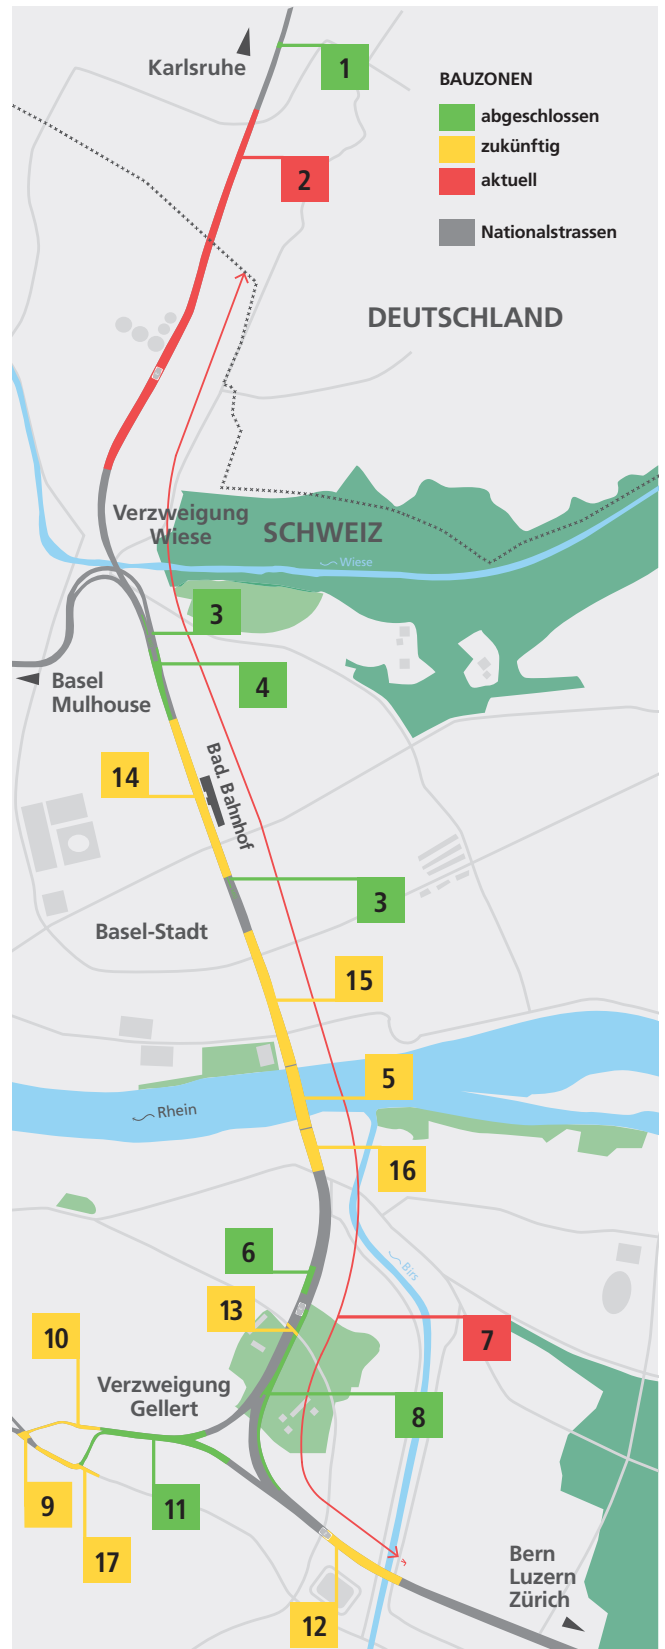 Karlsruhe
1
BAUZONEN
abgeschlossen
zukünftig
aktuell
Nationalstrassen
2
DEUTSCHLAND
Verzweigung
Wiese
SCHWEIZ
Wiese
3
4
Basel
Mulhouse
14
Bad. Bahnhof
3
Basel-Stadt
15
5
Rhein
16
6
Birs
13
7
10
Verzweigung
Gellert
8
9
11
17
12
Bern
Luzern
Zürich